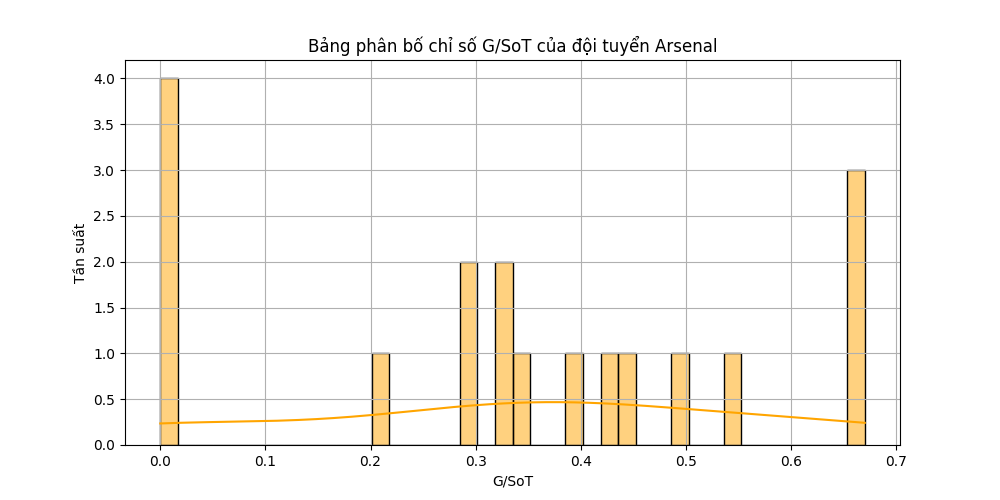 Bảng phân bố chỉ số G/SoT của đội tuyển Arsenal
4.0
3.5
3.0
2.5
2.0
1.5
1.0
0.5
0.0
Tần suất
0.0 0.1 0.2 0.3 0.4 0.5 0.6 0.7
G/SoT